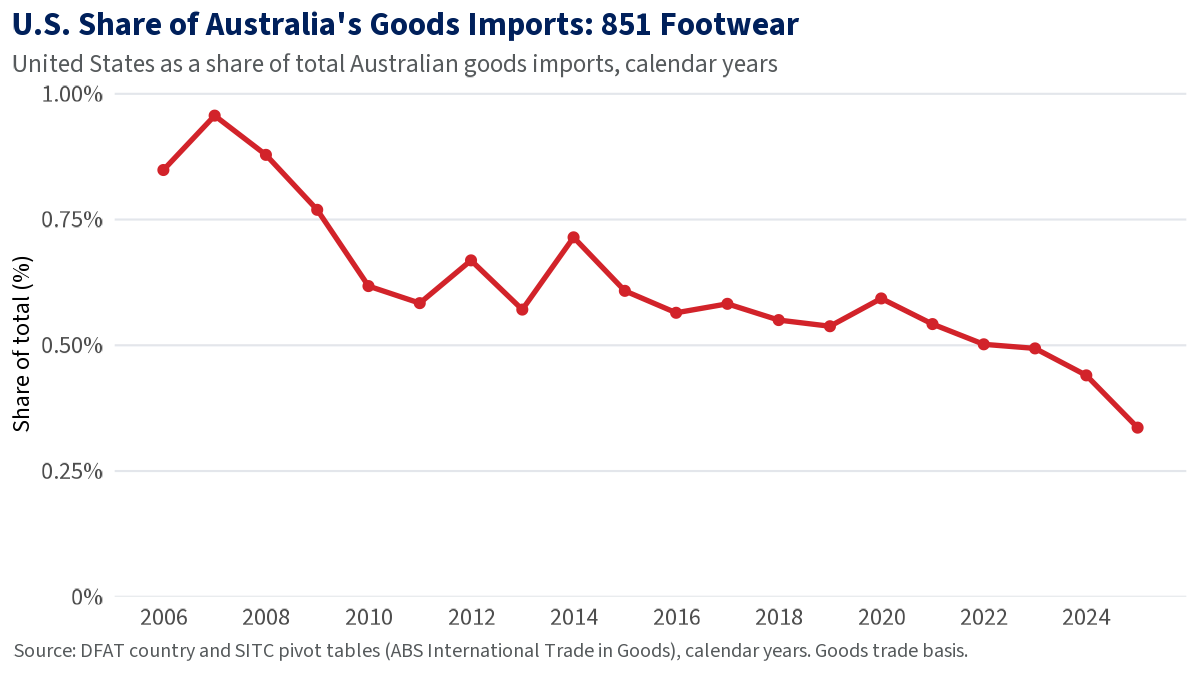 U.S. Share of Australia's Goods Imports: 851 Footwear
United States as a share of total Australian goods imports, calendar years
Share of total (%)
1.00%
0.75%
0.50%
0.25%
0%
2006 2008 2010 2012 2014 2016 2018 2020 2022 2024
Source: DFAT country and SITC pivot tables (ABS International Trade in Goods), calendar years. Goods trade basis.